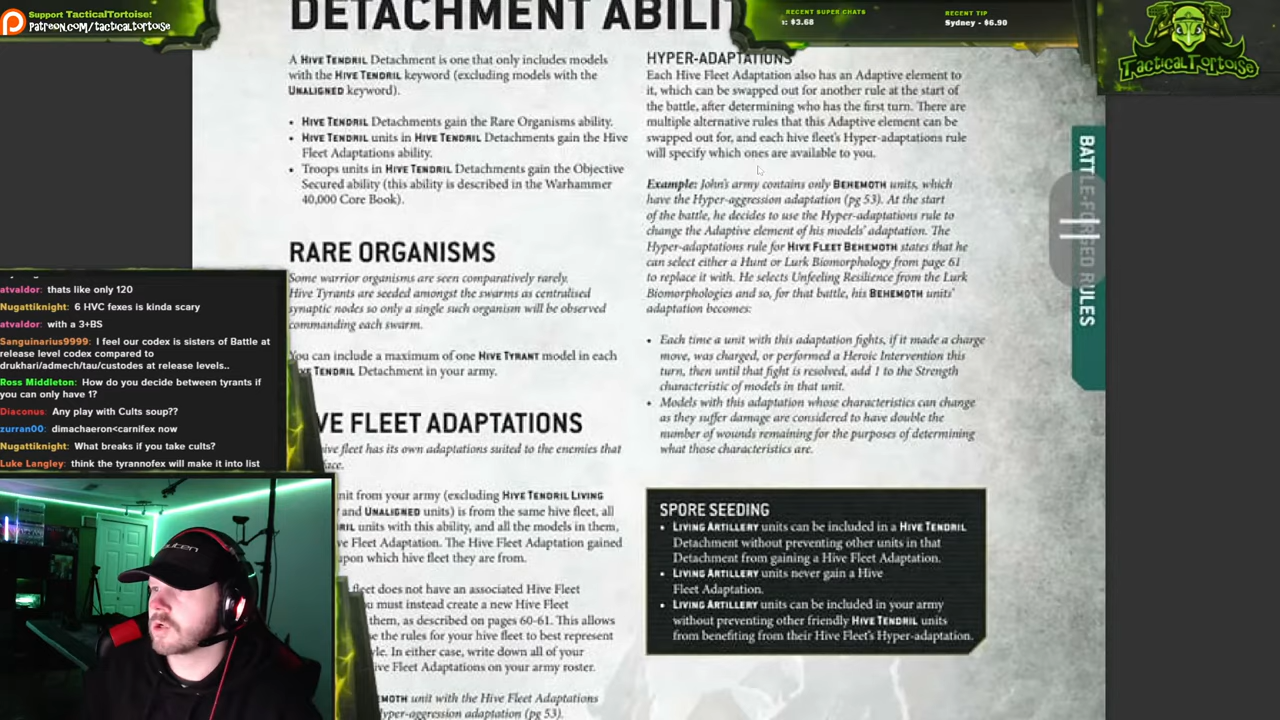 Support TacticalTortoise!
Patreon.com/tacticaltortoise
RECENT SUPER CHATS
: $3.68
RECENT TIP
Sydney - $6.90
TACTICALTORTOISE
DETACHMENT ABILIT
A HIVE TENDRIL Detachment is one that only includes models
with the HIVE TENDRIL keyword (excluding models with the
UNALIGNED keyword).
• HIVE TENDRIL Detachments gain the Rare Organisms ability.
• HIVE TENDRIL units in HIVE TENDRIL Detachments gain the Hive
Fleet Adaptations ability.
• Troops units in HIVE TENDRIL Detachments gain the Objective
Secured ability (this ability is described in the Warhammer
40,000 Core Book).
RARE ORGANISMS
Some warrior organisms are seen comparatively rarely.
Hive Tyrants are seeded amongst the swarms as centralised
synaptic nodes so only a single such organism will be observed
commanding each swarm.
You can include a maximum of one HIVE TYRANT model in each
TENDRIL Detachment in your army.
VE FLEET ADAPTATIONS
hive fleet has its own adaptations suited to the enemies that
ace.
nit from your army (excluding HIVE TENDRIL LIVING
and UNALIGNED units) is from the same hive fleet, all
RIL units with this ability, and all the models in them,
ve Fleet Adaptation. The Hive Fleet Adaptation gained
upon which hive fleet they are from.
fleet does not have an associated Hive Fleet
u must instead create a new Hive Fleet
them, as described on pages 60-61. This allows
se the rules for your hive fleet to best represent
yle. In either case, write down all of your
ive Fleet Adaptations on your army roster.
MOTH unit with the Hive Fleet Adaptations
yper-aggression adaptation (pg 53).
HYPER-ADAPTATIONS
Each Hive Fleet Adaptation also has an Adaptive element to
it, which can be swapped out for another rule at the start of
the battle, after determining who has the first turn. There are
multiple alternative rules that this Adaptive element can be
swapped out for, and each hive fleet's Hyper-adaptations rule
will specify which ones are available to you.
Example: John's army contains only BEHEMOTH units, which
have the Hyper-aggression adaptation (pg 53). At the start
of the battle, he decides to use the Hyper-adaptations rule to
change the Adaptive element of his models' adaptation. The
Hyper-adaptations rule for HIVE FLEET BEHEMOTH states that he
can select either a Hunt or Lurk Biomorphology from page 61
to replace it with. He selects Unfeeling Resilience from the Lurk
Biomorphologies and so, for that battle, his BEHEMOTH units'
adaptation becomes:
• Each time a unit with this adaptation fights, if it made a charge
move, was charged, or performed a Heroic Intervention this
turn, then until that fight is resolved, add 1 to the Strength
characteristic of models in that unit.
• Models with this adaptation whose characteristics can change
as they suffer damage are considered to have double the
number of wounds remaining for the purposes of determining
what those characteristics are.
SPORE SEEDING
• LIVING ARTILLERY units can be included in a HIVE TENDRIL
Detachment without preventing other units in that
Detachment from gaining a Hive Fleet Adaptation.
• LIVING ARTILLERY units never gain a Hive
Fleet Adaptation.
• LIVING ARTILLERY units can be included in your army
without preventing other friendly HIVE TENDRIL units
from benefiting from their Hive Fleet's Hyper-adaptation.
BATTLE-FORGED RULES
atvaldor: thats like only 120
Nugattiknight: 6 HVC fexes is kinda scary
atvaldor: with a 3+BS
Sanguinarius9999: I feel our codex is sisters of Battle at
release level codex compared to
drukhari/admech/tau/custodes at release levels..
Ross Middleton: How do you decide between tyrants if
you can only have 1?
Diaconus: Any play with Cults soup??
zurran00: dimachaeron<carnifex now
Nugattiknight: What breaks if you take cults?
Luke Langley: think the tyrannofex will make it into list